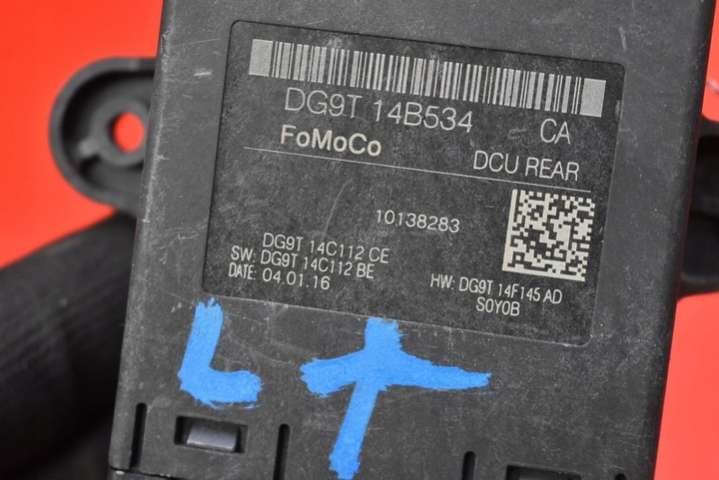 DG9T 14B534 CA
FoMoCo
DCU REAR
10138283
DG9T 14C112 CE
SW: DG9T 14C112 BE
DATE: 04.01.16
HW: DG9T 14F145 AD
S0Y0B
LT